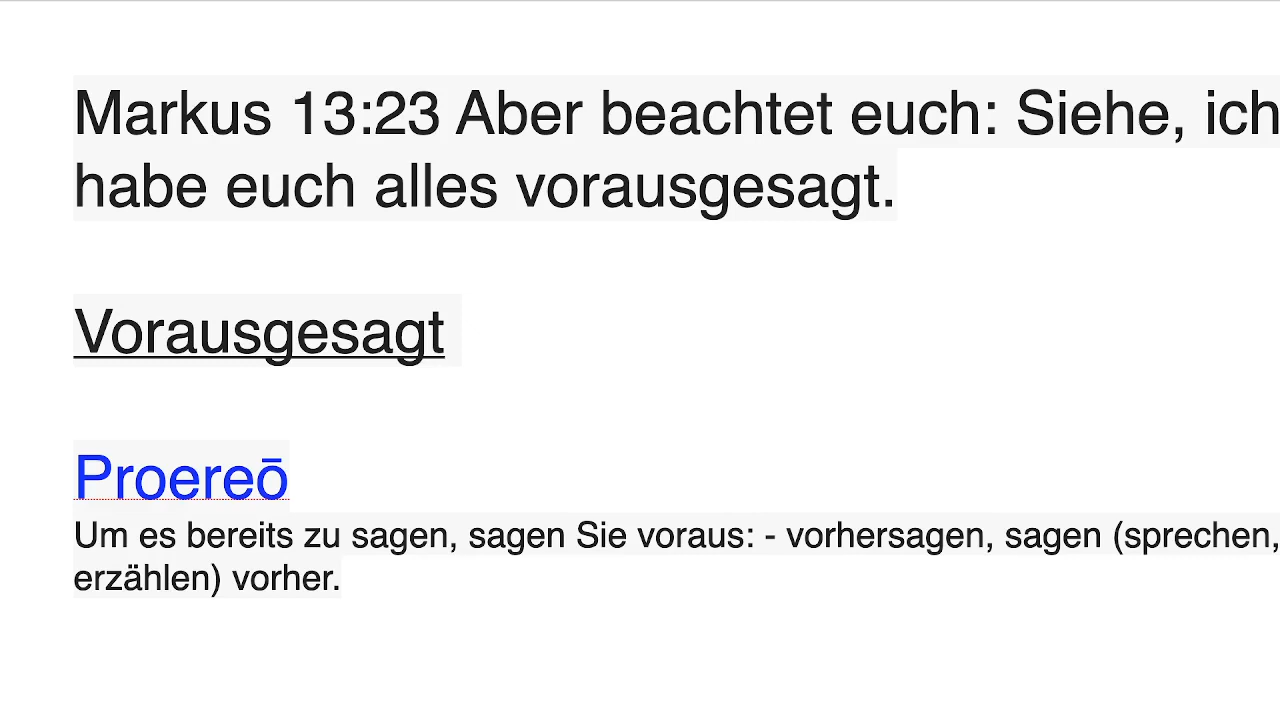 Markus 13:23 Aber beachtet euch: Siehe, ich
habe euch alles vorausgesagt.
Vorausgesagt
Proereō
Um es bereits zu sagen, sagen Sie voraus: - vorhersagen, sagen (sprechen,
erzählen) vorher.